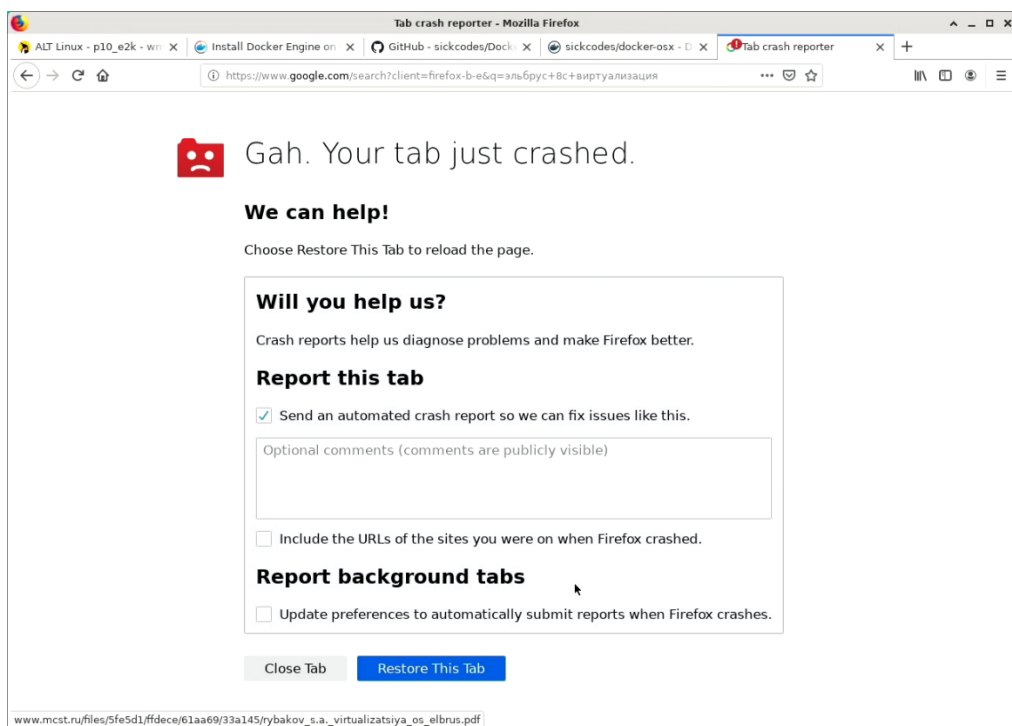 Tab crash reporter - Mozilla Firefox
ALT Linux - p10_e2k - wn
Install Docker Engine on
GitHub - sickcodes/Dock
sickcodes/docker-osx - D
Tab crash reporter
https://www.google.com/search?client=firefox-b-e&q=эльбрус+8с+виртуализация
Gah. Your tab just crashed.
We can help!
Choose Restore This Tab to reload the page.
Will you help us?
Crash reports help us diagnose problems and make Firefox better.
Report this tab
Send an automated crash report so we can fix issues like this.
Optional comments (comments are publicly visible)
Include the URLs of the sites you were on when Firefox crashed.
Report background tabs
Update preferences to automatically submit reports when Firefox crashes.
Close Tab
Restore This Tab
www.mcst.ru/files/5fe5d1/ffdece/61aa69/33a145/rybakov_s.a._virtualizatsiya_os_elbrus.pdf